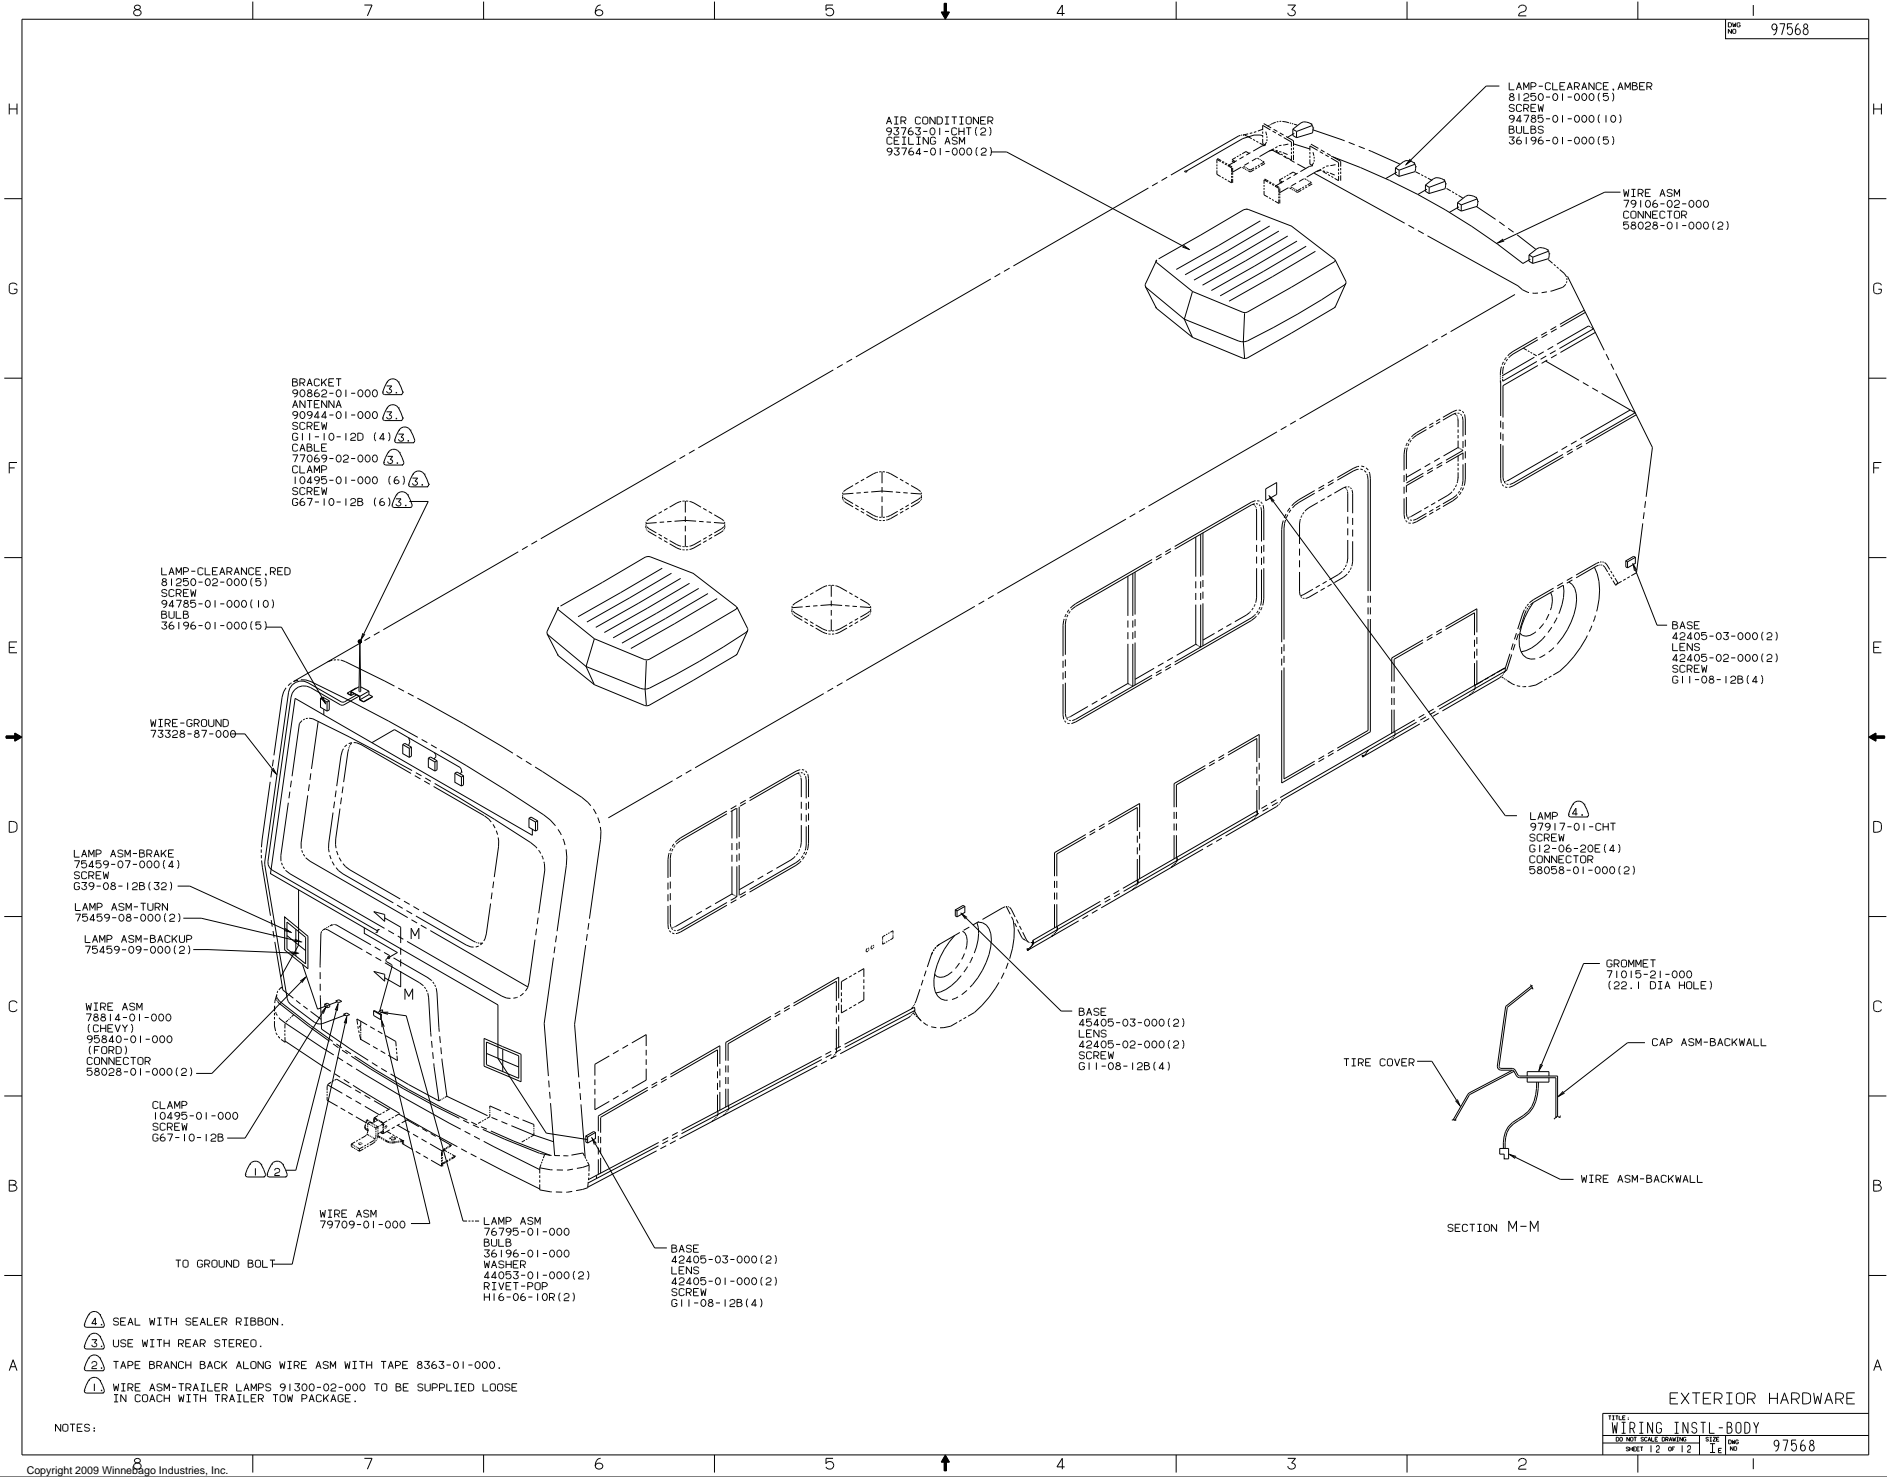 8 7 6 5 4 3 2 1
DWG NO 97568
H H
G G
F F
E E
D D
C C
B B
A A
LAMP-CLEARANCE,AMBER
81250-01-000(5)
SCREW
94785-01-000(10)
BULBS
36196-01-000(5)
AIR CONDITIONER
93763-01-CHT(2)
CEILING ASM
93764-01-000(2)
WIRE ASM
79106-02-000
CONNECTOR
58028-01-000(2)
BRACKET
90862-01-000 3.
ANTENNA
90944-01-000 3.
SCREW
G11-10-12D (4) 3.
CABLE
77069-02-000 3.
CLAMP
10495-01-000 (6) 3.
SCREW
G67-10-12B (6) 3.
LAMP-CLEARANCE,RED
81250-02-000(5)
SCREW
94785-01-000(10)
BULB
36196-01-000(5)
BASE
42405-03-000(2)
LENS
42405-02-000(2)
SCREW
G11-08-12B(4)
WIRE-GROUND
73328-87-000
LAMP 4.
97917-01-CHT
SCREW
G12-06-20E(4)
CONNECTOR
58058-01-000(2)
LAMP ASM-BRAKE
75459-07-000(4)
SCREW
G39-08-12B(32)
LAMP ASM-TURN
75459-08-000(2)
LAMP ASM-BACKUP
75459-09-000(2)
M
M
WIRE ASM
78814-01-000
(CHEVY)
95840-01-000
(FORD)
CONNECTOR
58028-01-000(2)
CLAMP
10495-01-000
SCREW
G67-10-12B
1. 2.
BASE
45405-03-000(2)
LENS
42405-02-000(2)
SCREW
G11-08-12B(4)
GROMMET
71015-21-000
(22.1 DIA HOLE)
CAP ASM-BACKWALL
TIRE COVER
WIRE ASM-BACKWALL
SECTION M-M
WIRE ASM
79709-01-000
TO GROUND BOLT
LAMP ASM
76795-01-000
BULB
36196-01-000
WASHER
44053-01-000(2)
RIVET-POP
H16-06-10R(2)
BASE
42405-03-000(2)
LENS
42405-01-000(2)
SCREW
G11-08-12B(4)
4. SEAL WITH SEALER RIBBON.
3. USE WITH REAR STEREO.
2. TAPE BRANCH BACK ALONG WIRE ASM WITH TAPE 8363-01-000.
1. WIRE ASM-TRAILER LAMPS 91300-02-000 TO BE SUPPLIED LOOSE
IN COACH WITH TRAILER TOW PACKAGE.
NOTES:
EXTERIOR HARDWARE
TITLE:
WIRING INSTL-BODY
DO NOT SCALE DRAWING
SHEET 12 OF 12
SIZE IE
DWG NO 97568
8 7 6 5 4 3 2 1
Copyright 2009 Winnebago Industries, Inc.